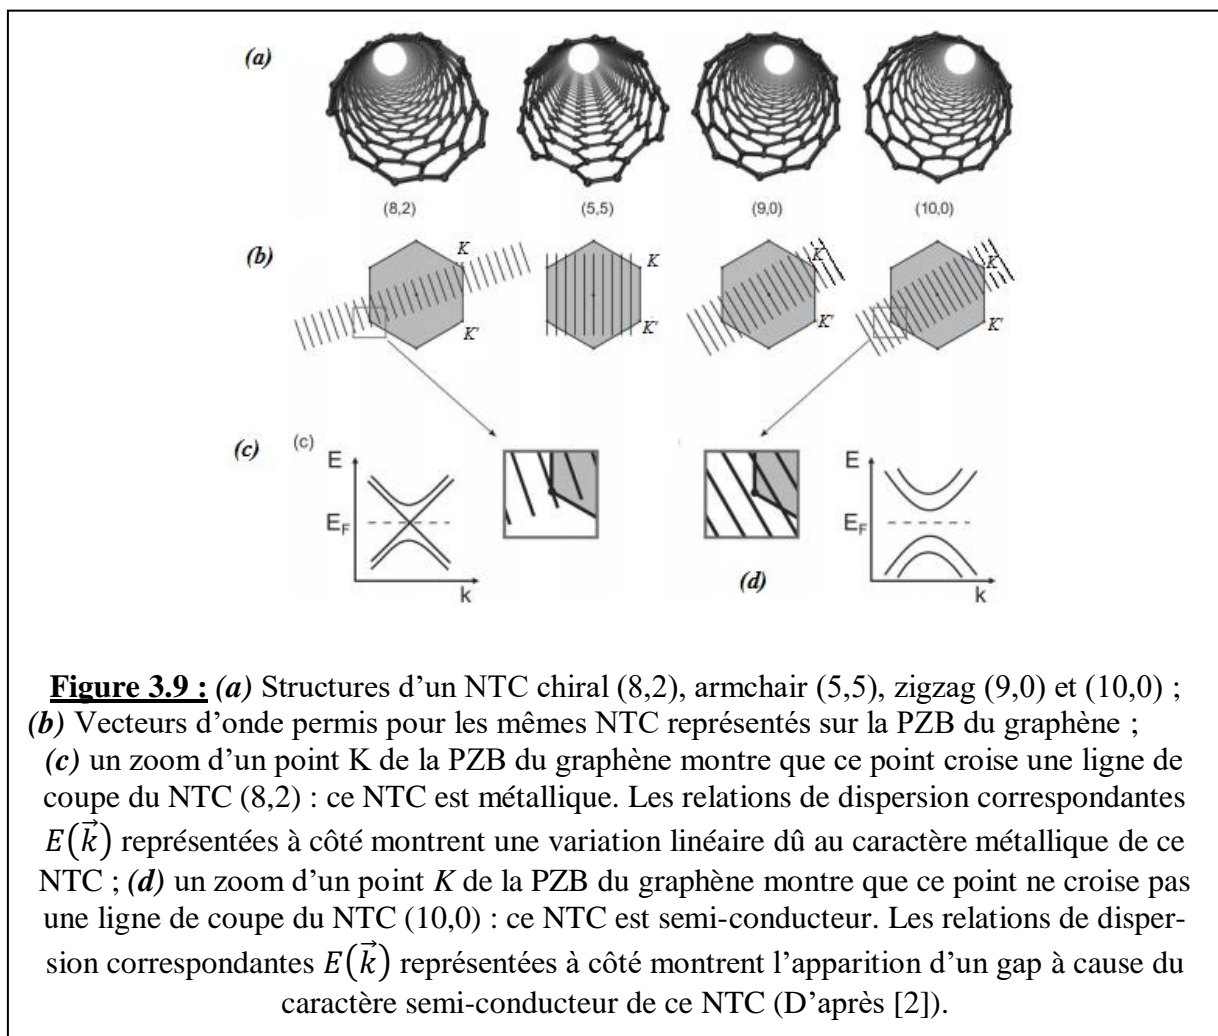 (a)
(8,2) (5,5) (9,0) (10,0)
(b) K K K K
K' K' K'
(c) (c)
E E
E_F E_F
(d)
k k
Figure 3.9 : (a) Structures d'un NTC chiral (8,2), armchair (5,5), zigzag (9,0) et (10,0) ;
(b) Vecteurs d'onde permis pour les mêmes NTC représentés sur la PZB du graphène ;
(c) un zoom d'un point K de la PZB du graphène montre que ce point croise une ligne de
coupe du NTC (8,2) : ce NTC est métallique. Les relations de dispersion correspondantes
E(k⃗) représentées à côté montrent une variation linéaire dû au caractère métallique de ce
NTC ; (d) un zoom d'un point K de la PZB du graphène montre que ce point ne croise pas
une ligne de coupe du NTC (10,0) : ce NTC est semi-conducteur. Les relations de disper-
sion correspondantes E(k⃗) représentées à côté montrent l'apparition d'un gap à cause du
caractère semi-conducteur de ce NTC (D'après [2]).